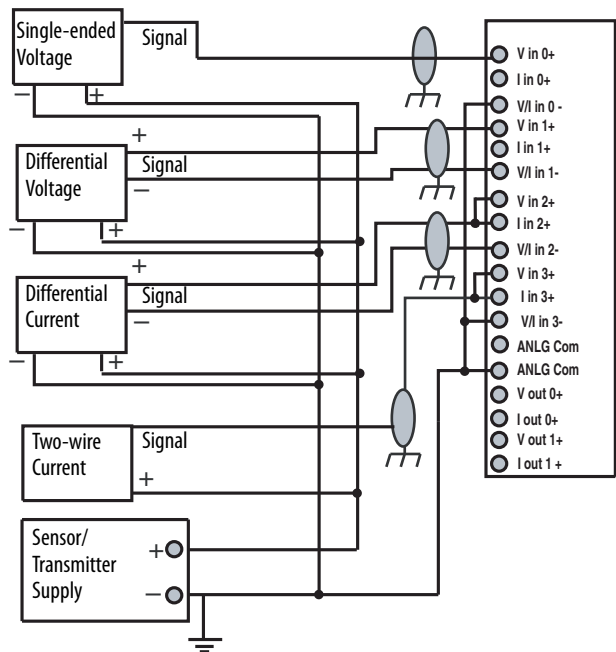 Single-ended
Voltage
Signal
— +
+
Differential
Voltage
Signal
—
— +
+
Differential
Current
Signal
—
— +
Two-wire
Current
Signal
+
Sensor/
Transmitter
Supply
+
—
V in 0+
I in 0+
V/I in 0 -
V in 1+
I in 1+
V/I in 1-
V in 2+
I in 2+
V/I in 2-
V in 3+
I in 3+
V/I in 3-
ANLG Com
ANLG Com
V out 0+
I out 0+
V out 1+
I out 1 +